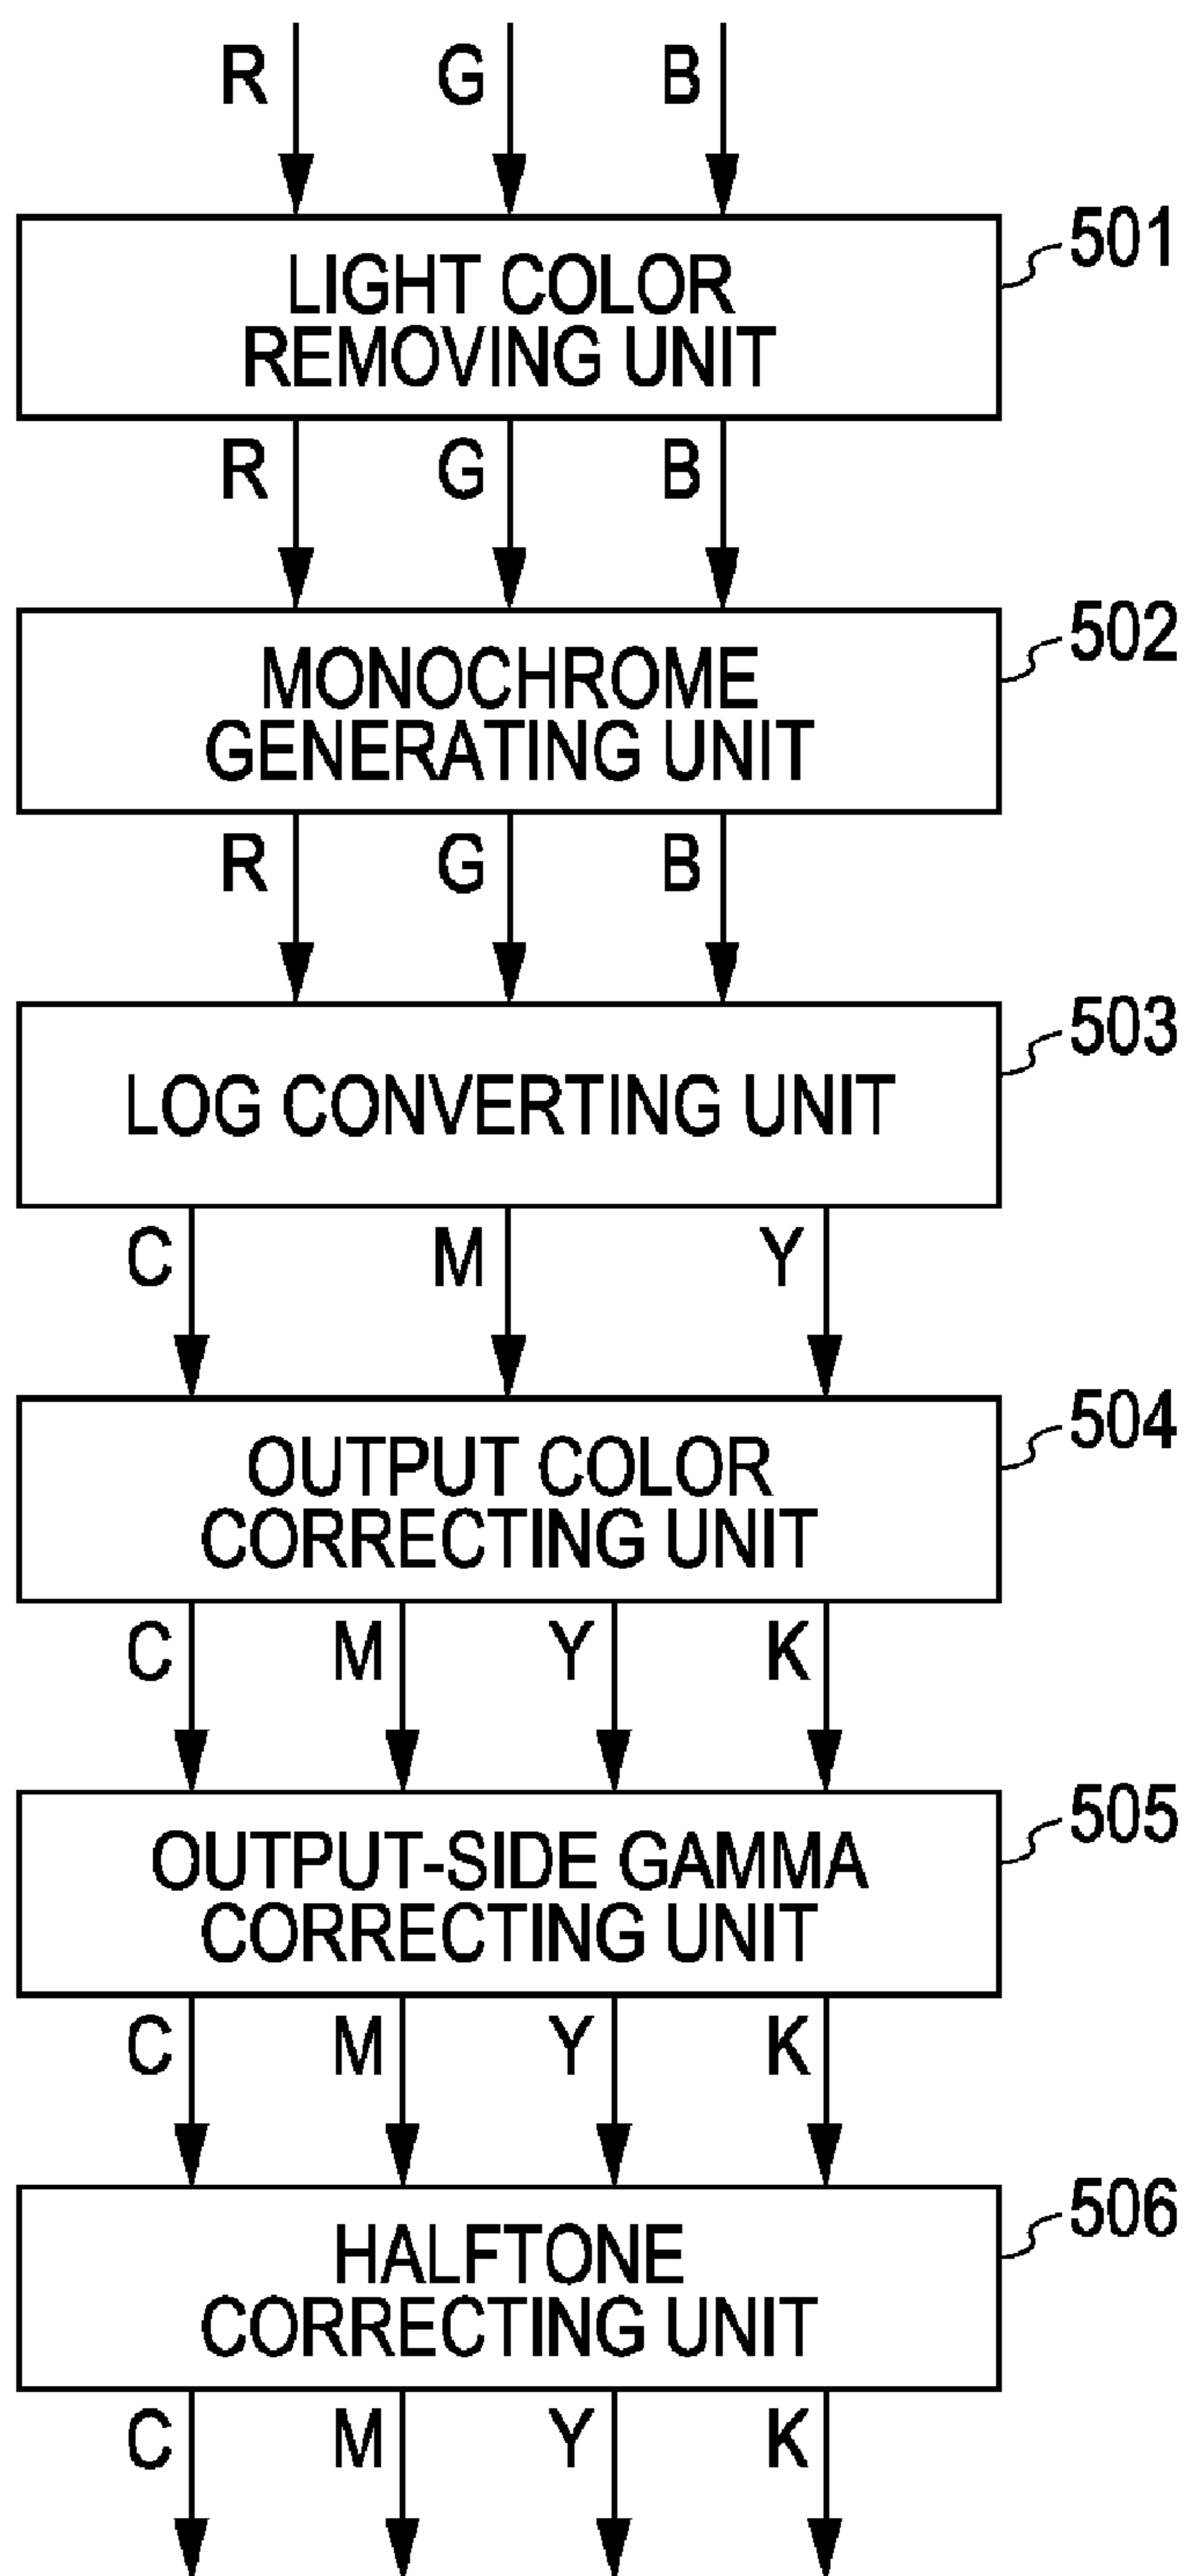 R G B
501
LIGHT COLOR
REMOVING UNIT
R G B
502
MONOCHROME
GENERATING UNIT
R G B
503
LOG CONVERTING UNIT
C M Y
504
OUTPUT COLOR
CORRECTING UNIT
C M Y K
505
OUTPUT-SIDE GAMMA
CORRECTING UNIT
C M Y K
506
HALFTONE
CORRECTING UNIT
C M Y K